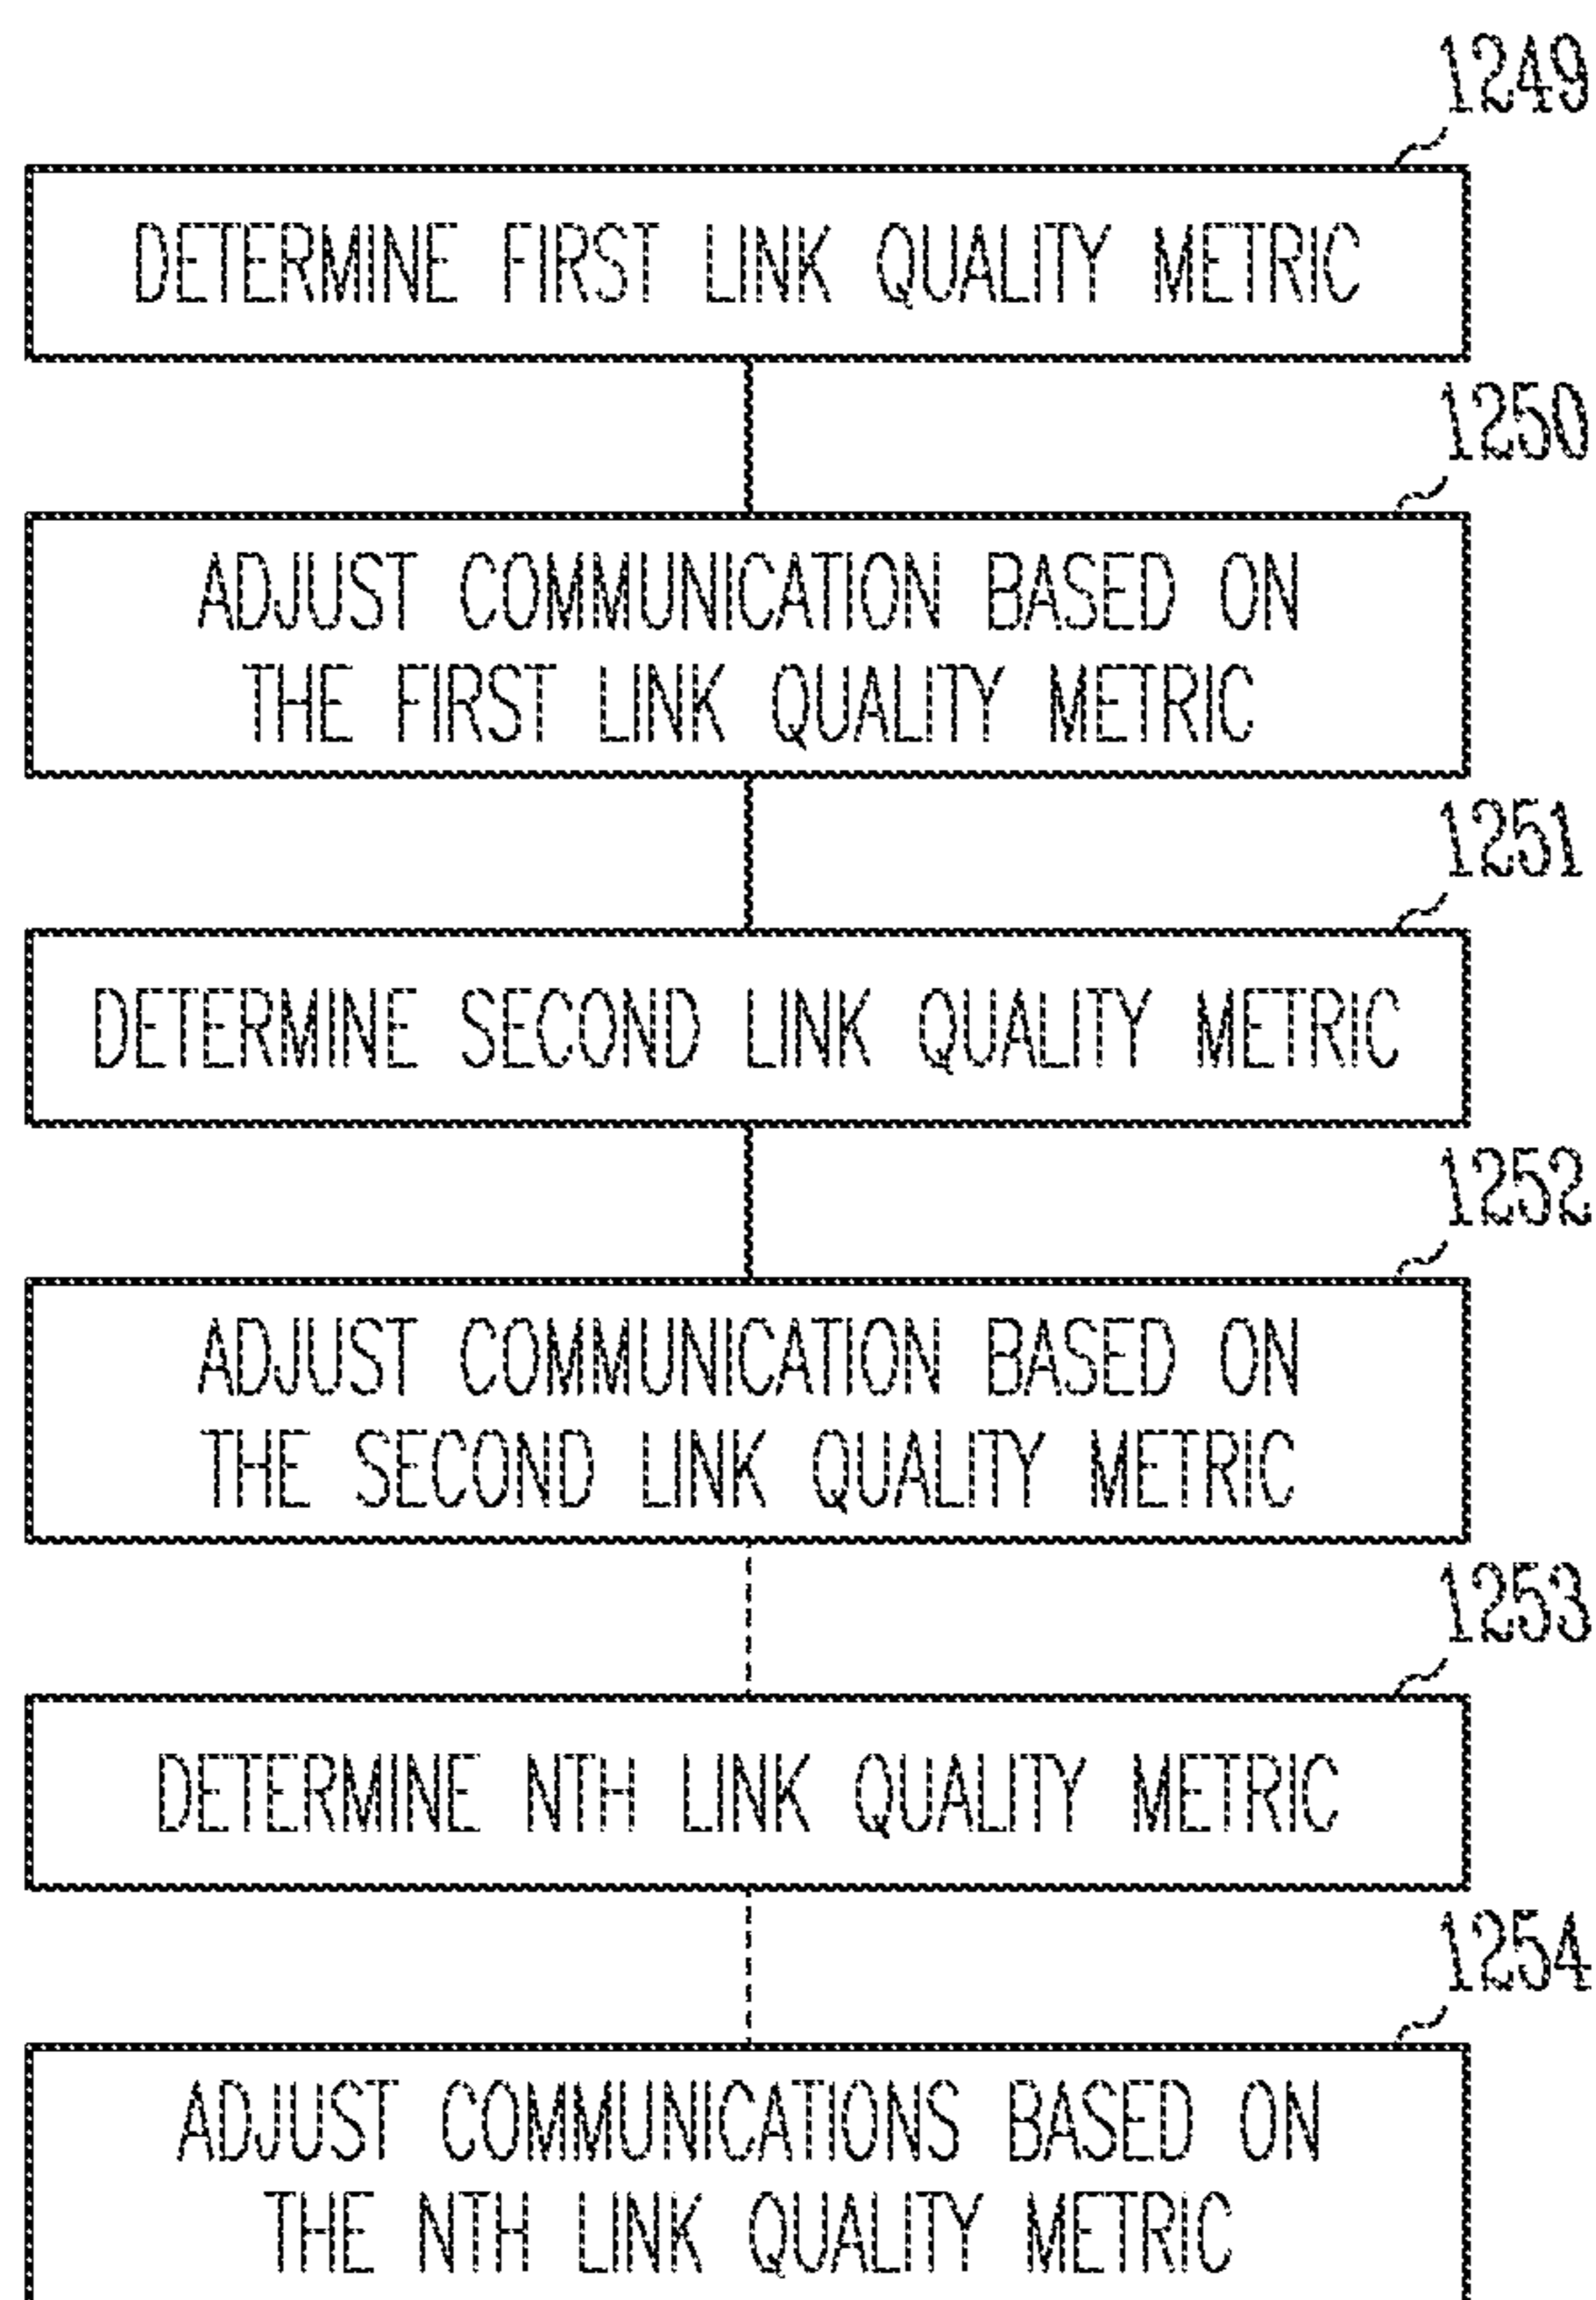 1249
DETERMINE FIRST LINK QUALITY METRIC
1250
ADJUST COMMUNICATION BASED ON
THE FIRST LINK QUALITY METRIC
1251
DETERMINE SECOND LINK QUALITY METRIC
1252
ADJUST COMMUNICATION BASED ON
THE SECOND LINK QUALITY METRIC
1253
DETERMINE NTH LINK QUALITY METRIC
1254
ADJUST COMMUNICATIONS BASED ON
THE NTH LINK QUALITY METRIC